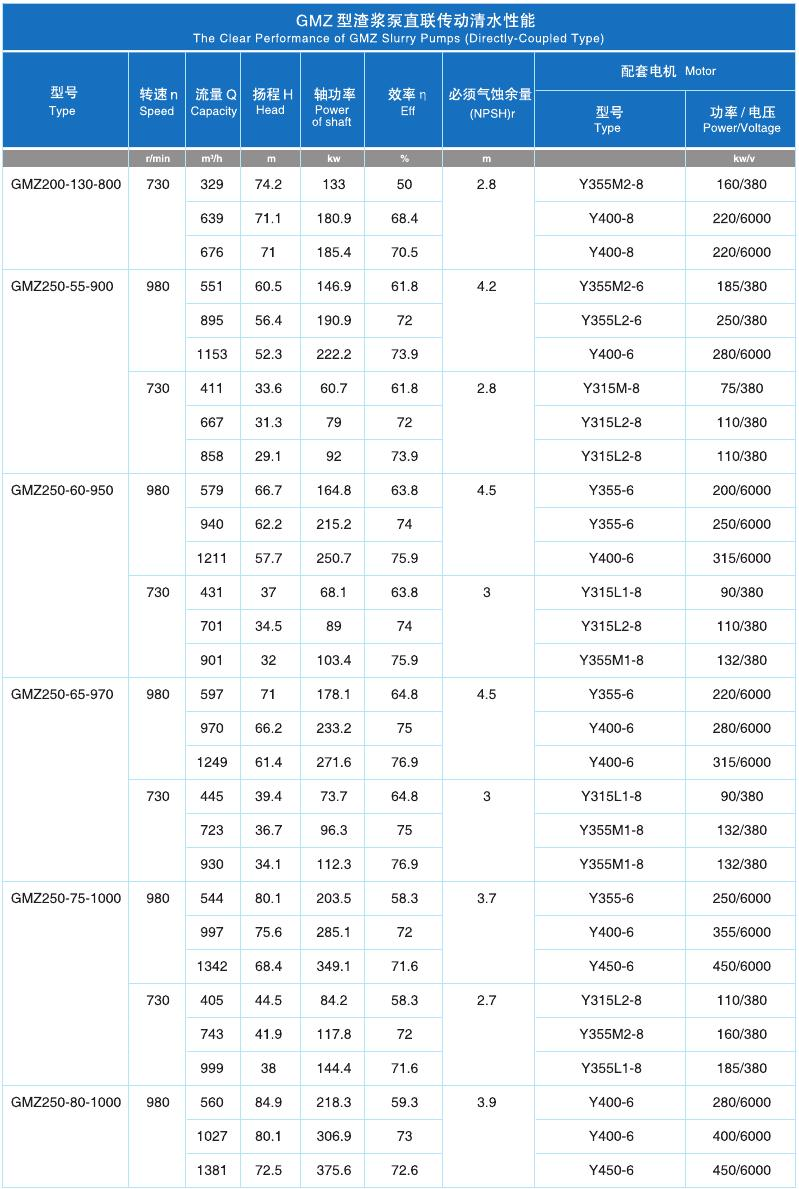 GMZ 型渣浆泵直联传动清水性能
The Clear Performance of GMZ Slurry Pumps (Directly-Coupled Type)
型号 转速 n 流量 Q 扬程 H 轴功率 效率 η 必须气蚀余量 配套电机 Motor
Type Speed Capacity Head Power of shaft Eff (NPSH)r 型号 Type 功率 / 电压 Power/Voltage
r/min m³/h m kw % m kw/v
GMZ200-130-800 730 329 74.2 133 50 2.8 Y355M2-8 160/380
639 71.1 180.9 68.4 Y400-8 220/6000
676 71 185.4 70.5 Y400-8 220/6000
GMZ250-55-900 980 551 60.5 146.9 61.8 4.2 Y355M2-6 185/380
895 56.4 190.9 72 Y355L2-6 250/380
1153 52.3 222.2 73.9 Y400-6 280/6000
730 411 33.6 60.7 61.8 2.8 Y315M-8 75/380
667 31.3 79 72 Y315L2-8 110/380
858 29.1 92 73.9 Y315L2-8 110/380
GMZ250-60-950 980 579 66.7 164.8 63.8 4.5 Y355-6 200/6000
940 62.2 215.2 74 Y355-6 250/6000
1211 57.7 250.7 75.9 Y400-6 315/6000
730 431 37 68.1 63.8 3 Y315L1-8 90/380
701 34.5 89 74 Y315L2-8 110/380
901 32 103.4 75.9 Y355M1-8 132/380
GMZ250-65-970 980 597 71 178.1 64.8 4.5 Y355-6 220/6000
970 66.2 233.2 75 Y400-6 280/6000
1249 61.4 271.6 76.9 Y400-6 315/6000
730 445 39.4 73.7 64.8 3 Y315L1-8 90/380
723 36.7 96.3 75 Y355M1-8 132/380
930 34.1 112.3 76.9 Y355M1-8 132/380
GMZ250-75-1000 980 544 80.1 203.5 58.3 3.7 Y355-6 250/6000
997 75.6 285.1 72 Y400-6 355/6000
1342 68.4 349.1 71.6 Y450-6 450/6000
730 405 44.5 84.2 58.3 2.7 Y315L2-8 110/380
743 41.9 117.8 72 Y355M2-8 160/380
999 38 144.4 71.6 Y355L1-8 185/380
GMZ250-80-1000 980 560 84.9 218.3 59.3 3.9 Y400-6 280/6000
1027 80.1 306.9 73 Y400-6 400/6000
1381 72.5 375.6 72.6 Y450-6 450/6000